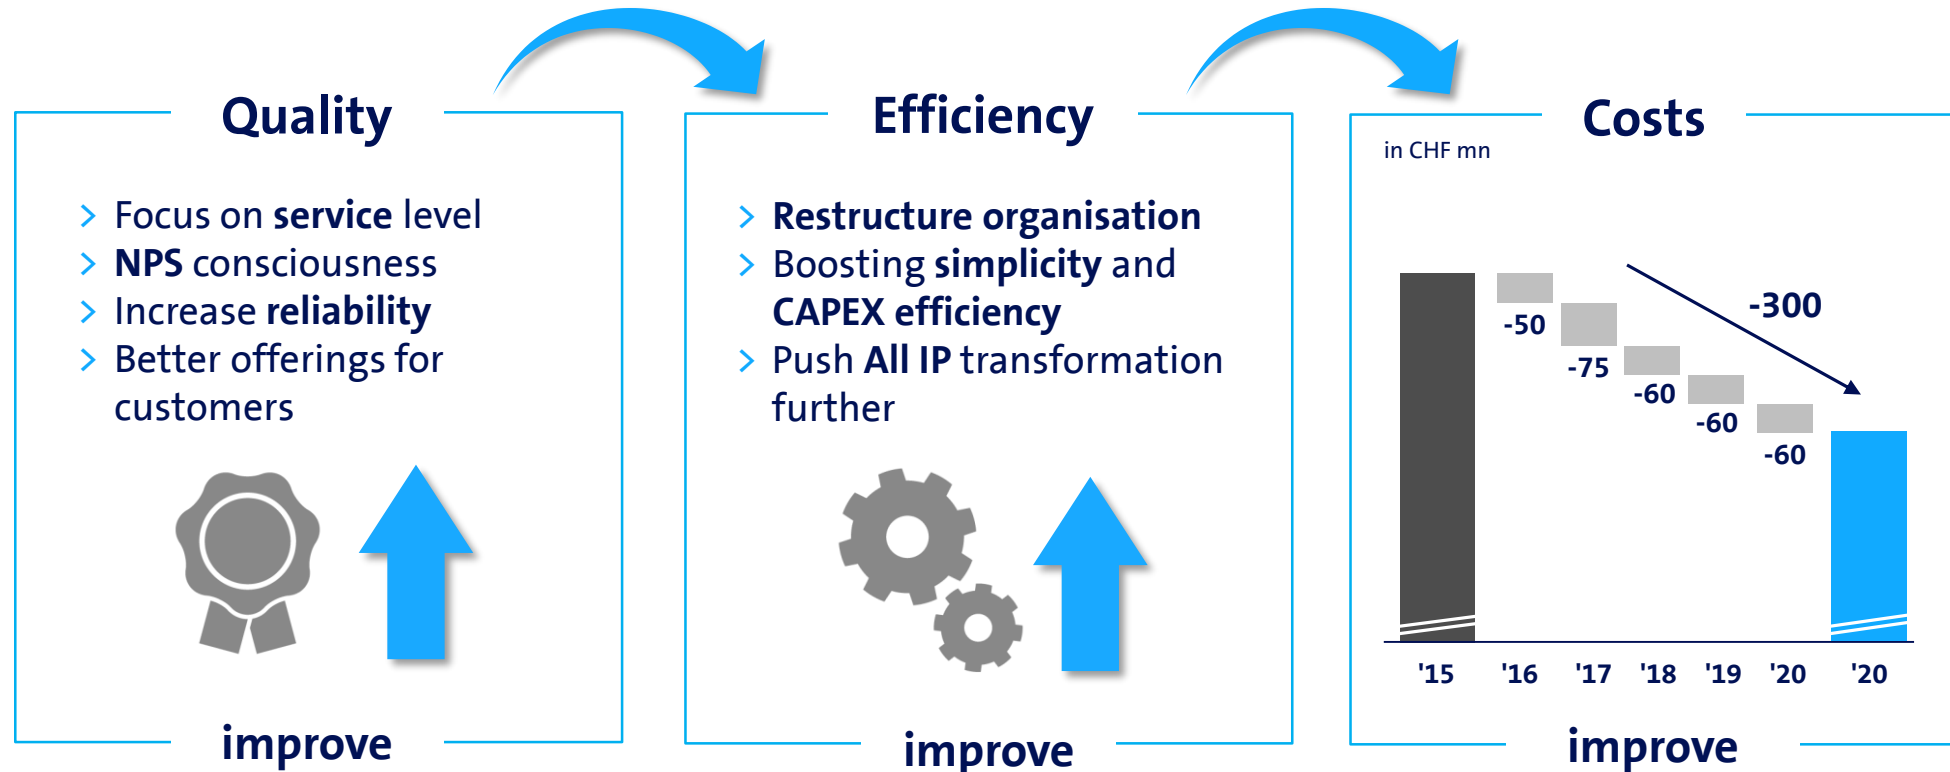 Quality
> Focus on service level
> NPS consciousness
> Increase reliability
> Better offerings for
customers
improve
Efficiency
> Restructure organisation
> Boosting simplicity and
CAPEX efficiency
> Push All IP transformation
further
improve
Costs
in CHF mn
-300
-50
-75
-60
-60
-60
'15 '16 '17 '18 '19 '20 '20
improve